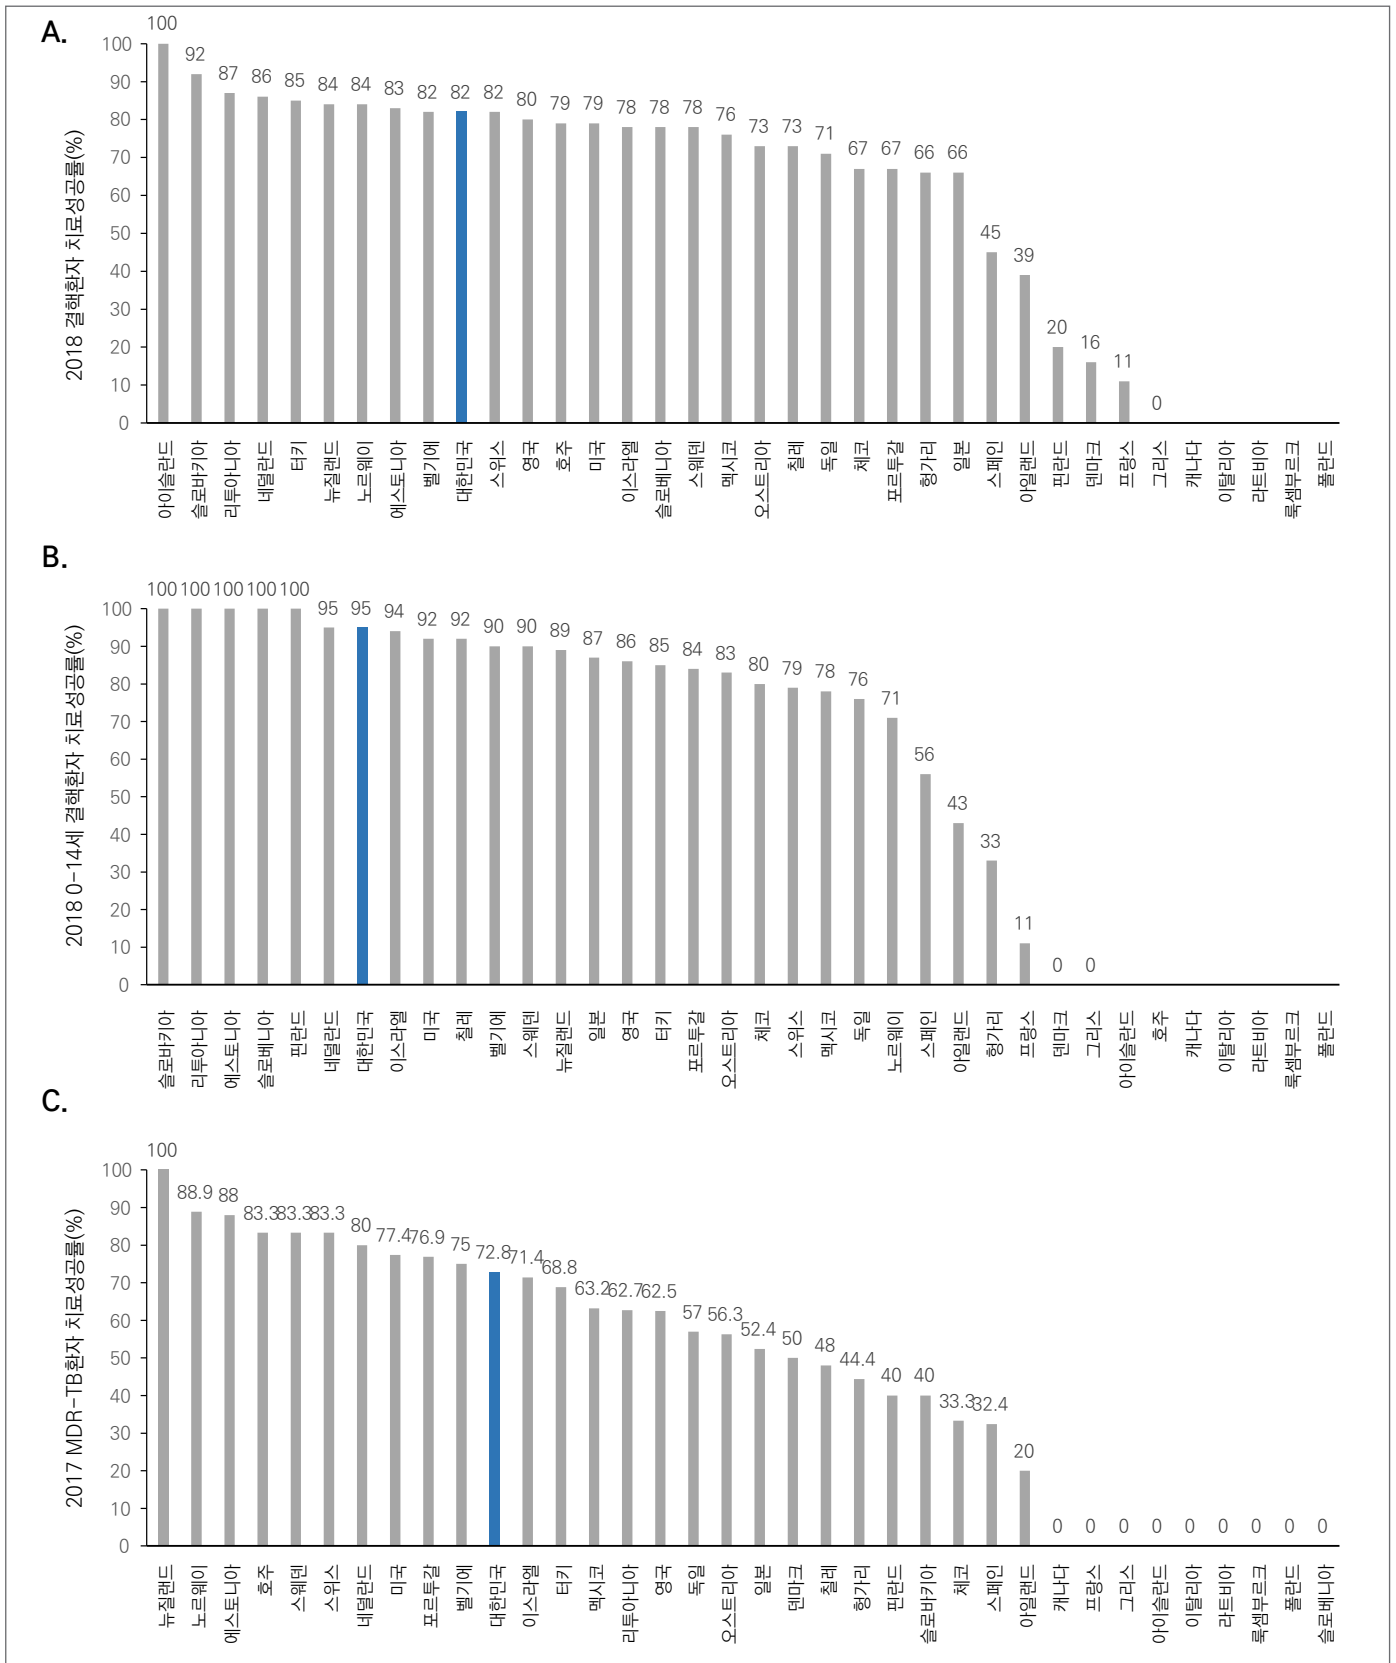 A.
2018 결핵환자 치료성공률(%)
100
90
80
70
60
50
40
30
20
10
0
100 92 87 86 85 84 84 83 82 82 82 80 79 79 78 78 78 76 73 73 71 67 67 66 66 45 39 20 16 11 0
아이슬란드 슬로바키아 리투아니아 네덜란드 터키 뉴질랜드 노르웨이 에스토니아 벨기에 대한민국 스위스 영국 호주 미국 이스라엘 슬로베니아 스웨덴 멕시코 오스트리아 칠레 독일 체코 포르투갈 헝가리 일본 스페인 아일랜드 핀란드 덴마크 프랑스 그리스 캐나다 이탈리아 라트비아 룩셈부르크 폴란드
B.
2018 0-14세 결핵환자 치료성공률(%)
100
90
80
70
60
50
40
30
20
10
0
100 100 100 100 100 95 95 94 92 92 90 90 89 87 86 85 84 83 80 79 78 76 71 56 43 33 11 0 0
슬로바키아 리투아니아 에스토니아 슬로베니아 핀란드 네덜란드 대한민국 이스라엘 미국 칠레 벨기에 스웨덴 뉴질랜드 일본 영국 터키 포르투갈 오스트리아 체코 스위스 멕시코 독일 노르웨이 스페인 아일랜드 헝가리 프랑스 덴마크 그리스 아이슬란드 호주 캐나다 이탈리아 라트비아 룩셈부르크 폴란드
C.
2017 MDR-TB환자 치료성공률(%)
100
90
80
70
60
50
40
30
20
10
0
100 88.9 88 83.3 83.3 83.3 80 77.4 76.9 75 72.8 71.4 68.8 63.2 62.7 62.5 57 56.3 52.4 50 48 44.4 40 40 33.3 32.4 20 0 0 0 0 0 0 0 0 0
뉴질랜드 노르웨이 에스토니아 호주 스웨덴 스위스 네덜란드 미국 포르투갈 벨기에 대한민국 이스라엘 터키 멕시코 리투아니아 영국 독일 오스트리아 일본 덴마크 칠레 헝가리 핀란드 슬로바키아 체코 스페인 아일랜드 캐나다 프랑스 그리스 아이슬란드 이탈리아 라트비아 룩셈부르크 폴란드 슬로베니아